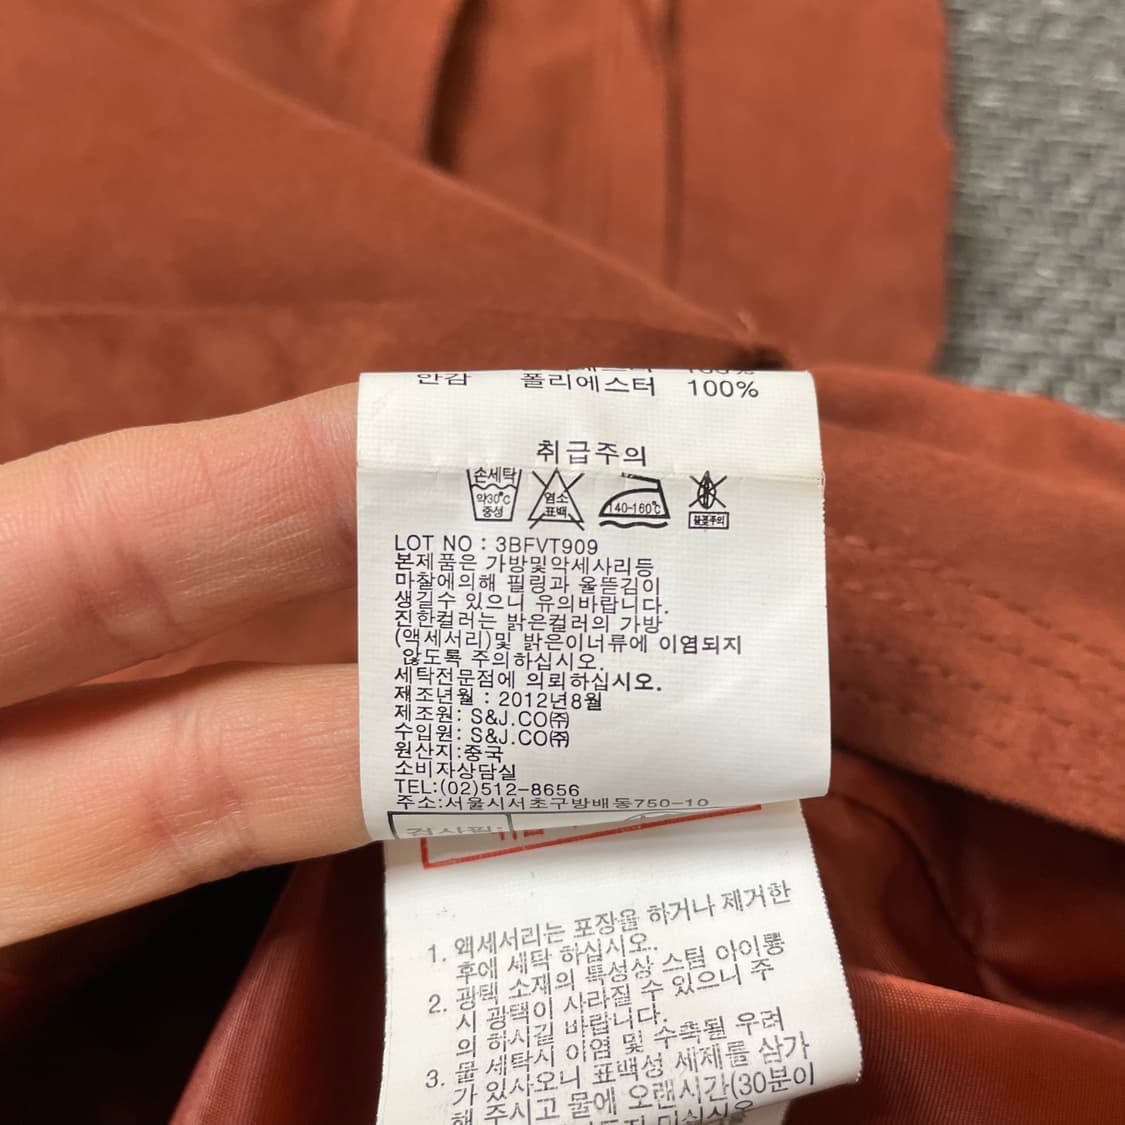 100%
안감 폴리에스터 100%
취급주의
손세탁
약30℃
중성
염소
표백
140-160℃
LOT NO : 3BFVT909
본제품은 가방및악세사리등
마찰에의해 필링과 올뜯김이
생길수 있으니 유의바랍니다.
진한컬러는 밝은컬러의 가방
(액세서리)및 밝은이너류에 이염되지
않도록 주의하십시오.
세탁전문점에 의뢰하십시오.
제조년월 : 2012년8월
제조원: S&J.CO㈜
수입원: S&J.CO㈜
원산지:중국
소비자상담실
TEL:(02)512-8656
주소:서울시서초구방배동750-10
검사필:
1. 액세서리는 포장을 하거나 제거한
후에 세탁 하십시오.
2. 광택 소재의 특성상 스팀 아이롱
시 광택이 사라질 수 있으니 주
의 하시길 바랍니다.
3. 물 세탁시 이염 및 수축될 우려
가 있사오니 표백성 세제를 삼가
해 주시고 물에 오랜시간(30분이